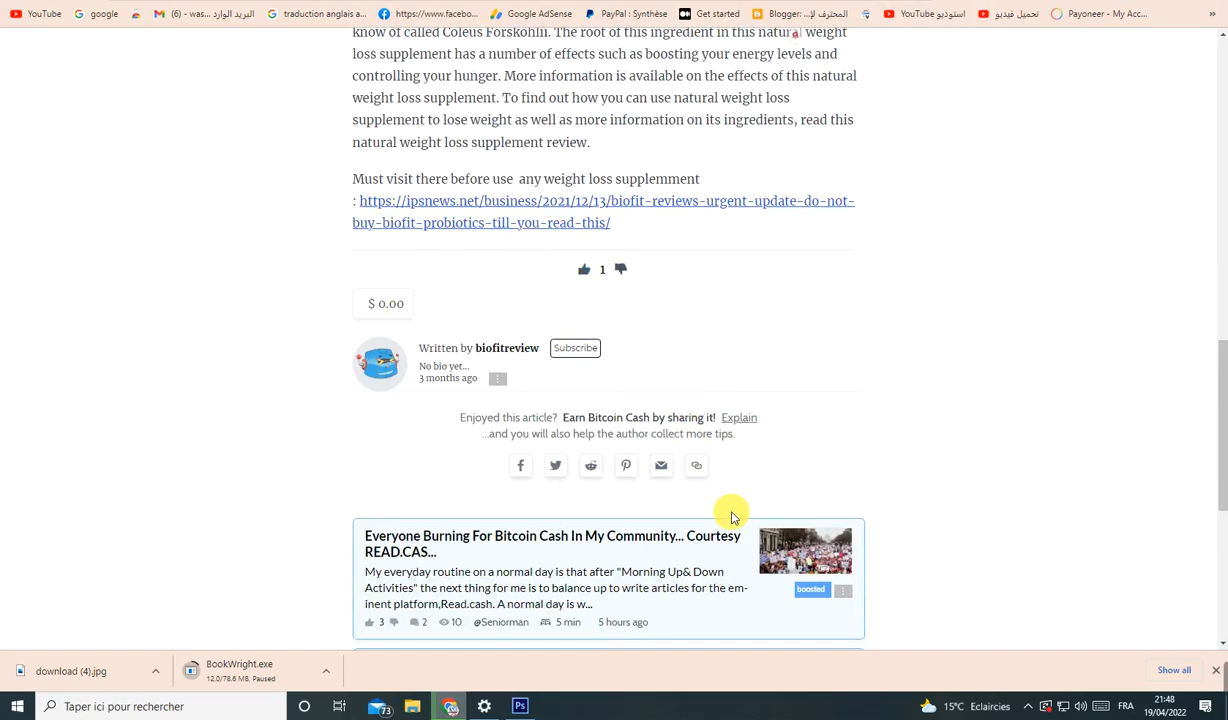 YouTube google (6) - was... البريد الوارد traduction anglais a... https://www.facebo... Google AdSense PayPal : Synthèse Get started Blogger: المحترف لل... YouTube استوديو تحميل فيديو Payoneer - My Acc... »
know of called Coleus Forskohlii. The root of this ingredient in this natural weight
loss supplement has a number of effects such as boosting your energy levels and
controlling your hunger. More information is available on the effects of this natural
weight loss supplement. To find out how you can use natural weight loss
supplement to lose weight as well as more information on its ingredients, read this
natural weight loss supplement review.
Must visit there before use any weight loss supplemment
: https://ipsnews.net/business/2021/12/13/biofit-reviews-urgent-update-do-not-
buy-biofit-probiotics-till-you-read-this/
1
$ 0.00
Written by biofitreview Subscribe
No bio yet...
3 months ago
Enjoyed this article? Earn Bitcoin Cash by sharing it! Explain
...and you will also help the author collect more tips.
Everyone Burning For Bitcoin Cash In My Community... Courtesy
READ.CAS...
My everyday routine on a normal day is that after "Morning Up& Down
Activities" the next thing for me is to balance up to write articles for the em-
inent platform,Read.cash. A normal day is w...
boosted
3 2 10 @Seniorman 5 min 5 hours ago
download (4).jpg
BookWright.exe
12.0/78.6 MB, Paused
Show all
Taper ici pour rechercher
73
Ps
15°C Eclaircies
FRA
21:48
19/04/2022